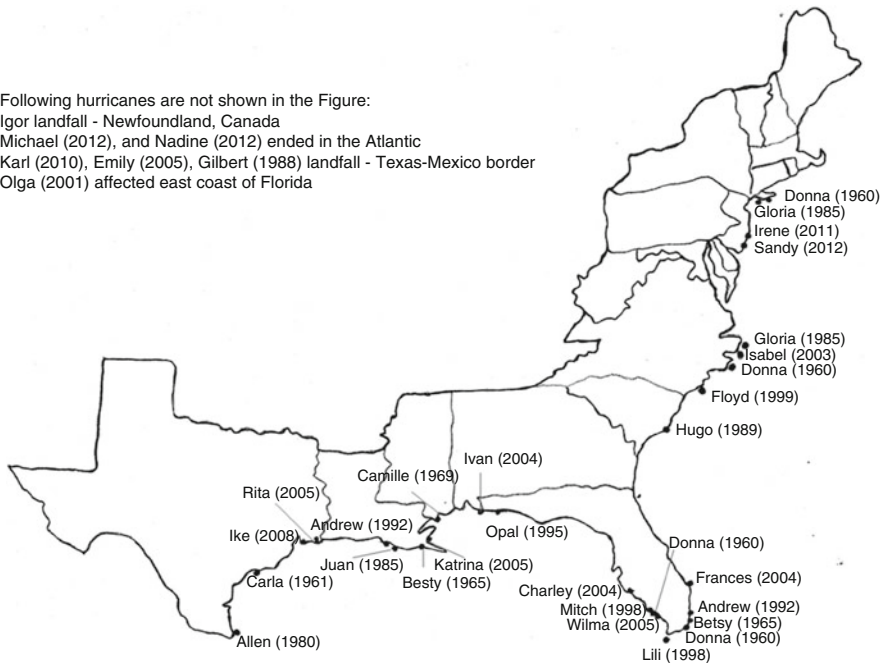 Following hurricanes are not shown in the Figure:
Igor landfall - Newfoundland, Canada
Michael (2012), and Nadine (2012) ended in the Atlantic
Karl (2010), Emily (2005), Gilbert (1988) landfall - Texas-Mexico border
Olga (2001) affected east coast of Florida
Donna (1960)
Gloria (1985)
Irene (2011)
Sandy (2012)
Gloria (1985)
Isabel (2003)
Donna (1960)
Floyd (1999)
Hugo (1989)
Ivan (2004)
Camille (1969)
Rita (2005)
Ike (2008)
Andrew (1992)
Opal (1995)
Juan (1985)
Katrina (2005)
Besty (1965)
Carla (1961)
Allen (1980)
Donna (1960)
Charley (2004)
Frances (2004)
Mitch (1998)
Andrew (1992)
Wilma (2005)
Betsy (1965)
Donna (1960)
Lili (1998)